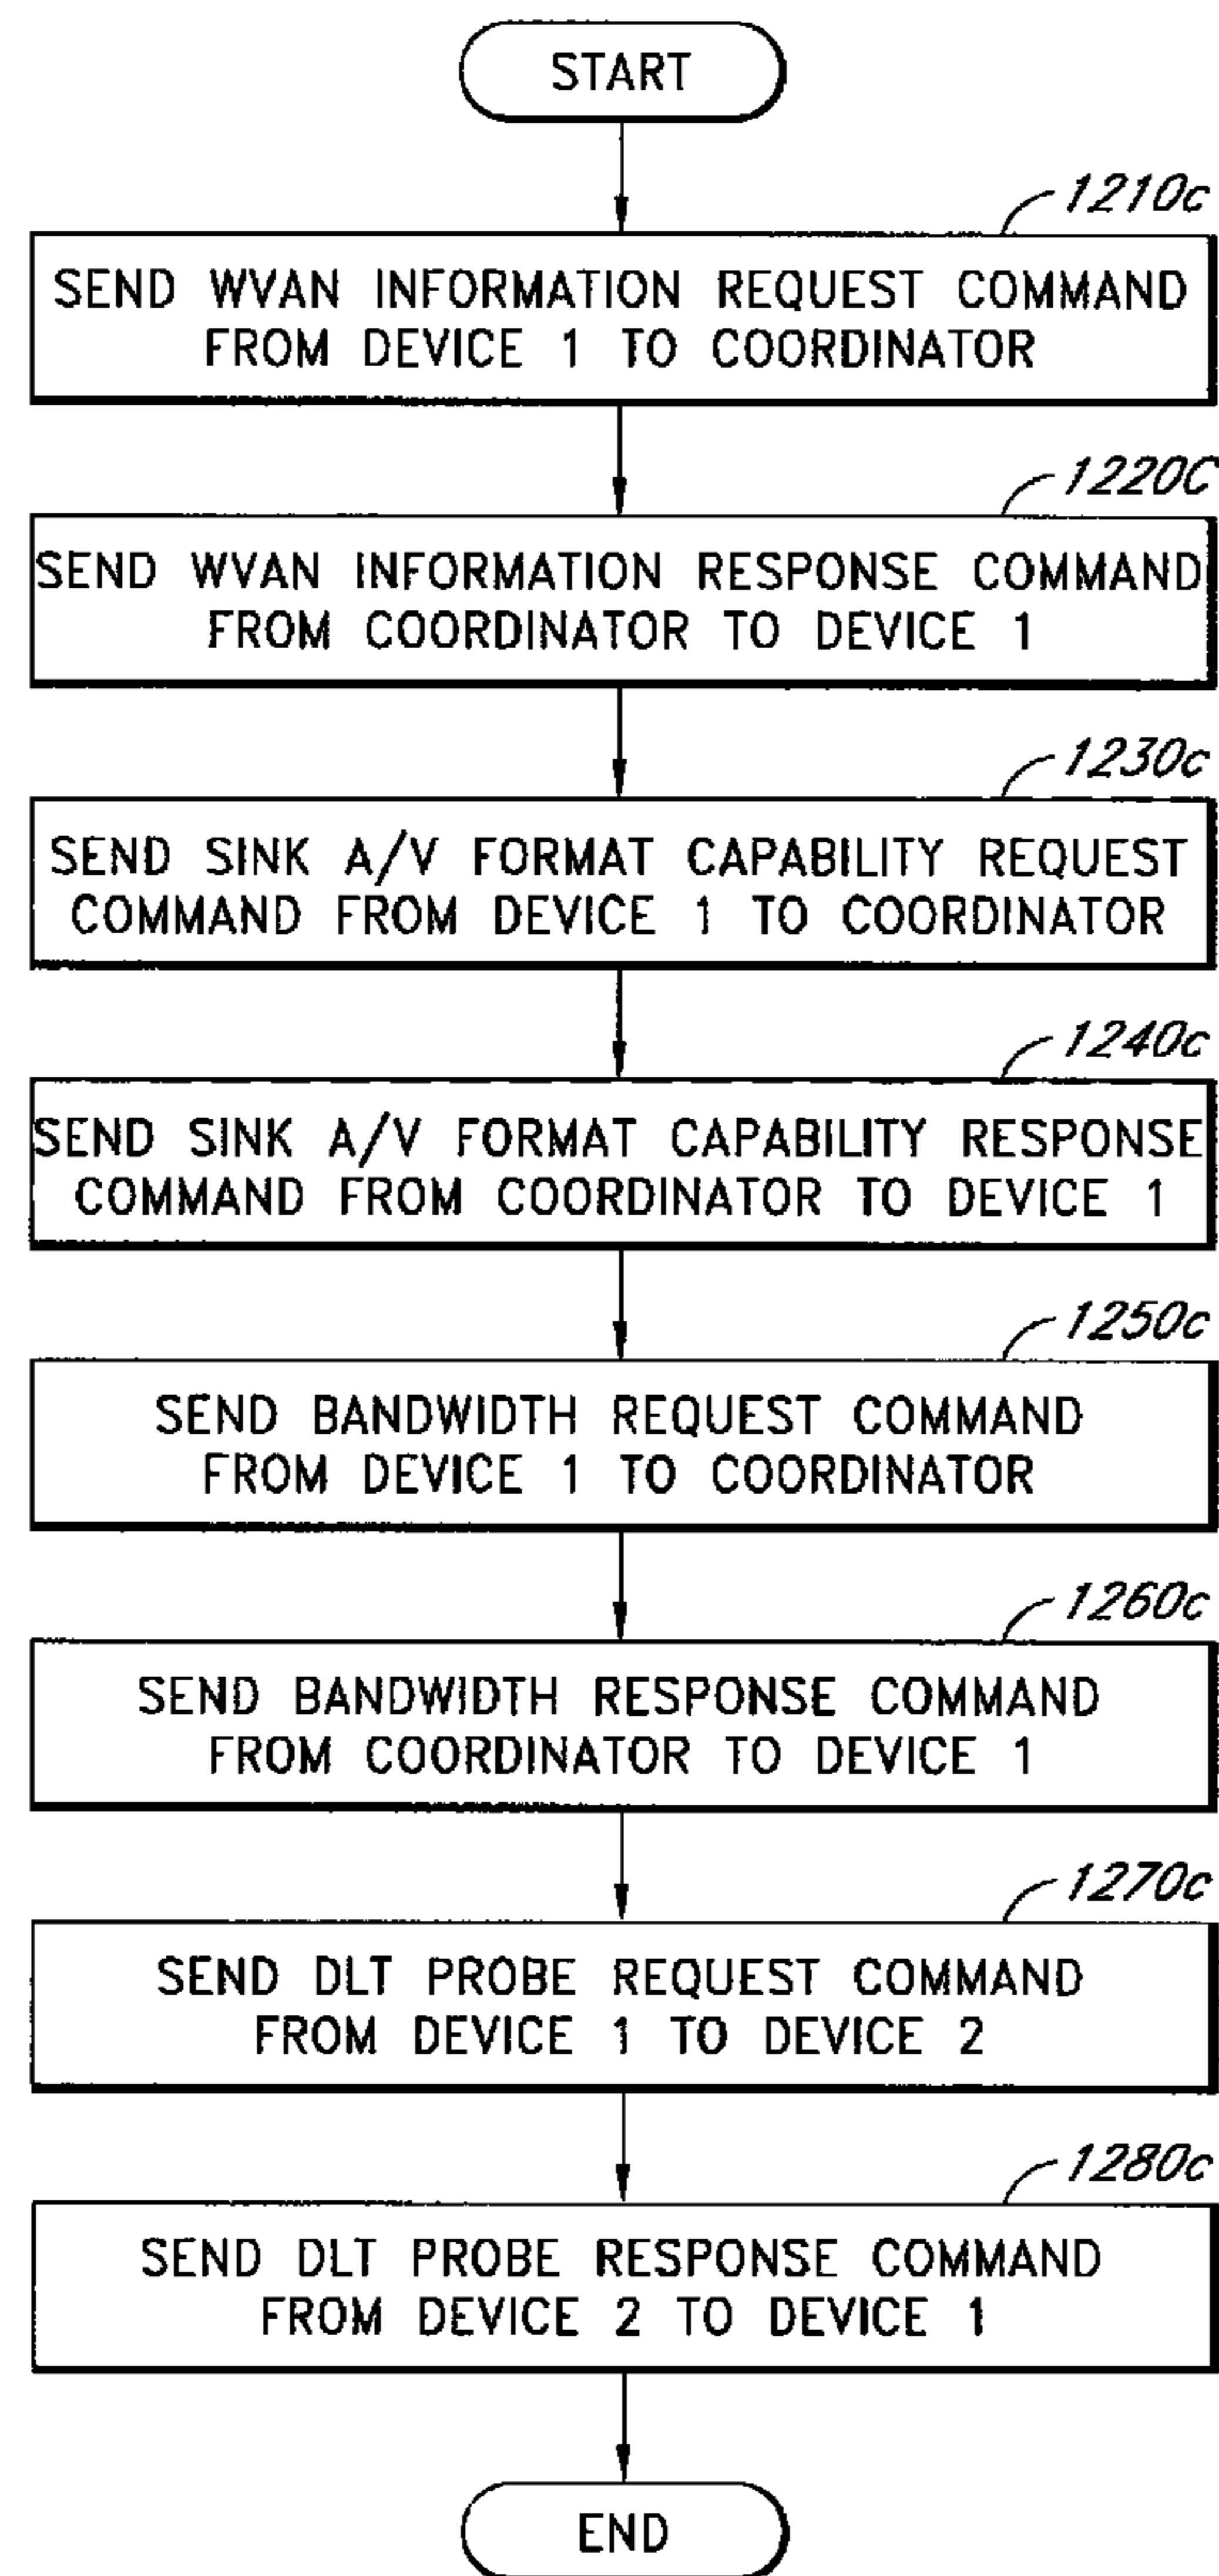 START
1210c
SEND WVAN INFORMATION REQUEST COMMAND
FROM DEVICE 1 TO COORDINATOR
1220C
SEND WVAN INFORMATION RESPONSE COMMAND
FROM COORDINATOR TO DEVICE 1
1230c
SEND SINK A/V FORMAT CAPABILITY REQUEST
COMMAND FROM DEVICE 1 TO COORDINATOR
1240c
SEND SINK A/V FORMAT CAPABILITY RESPONSE
COMMAND FROM COORDINATOR TO DEVICE 1
1250c
SEND BANDWIDTH REQUEST COMMAND
FROM DEVICE 1 TO COORDINATOR
1260c
SEND BANDWIDTH RESPONSE COMMAND
FROM COORDINATOR TO DEVICE 1
1270c
SEND DLT PROBE REQUEST COMMAND
FROM DEVICE 1 TO DEVICE 2
1280c
SEND DLT PROBE RESPONSE COMMAND
FROM DEVICE 2 TO DEVICE 1
END